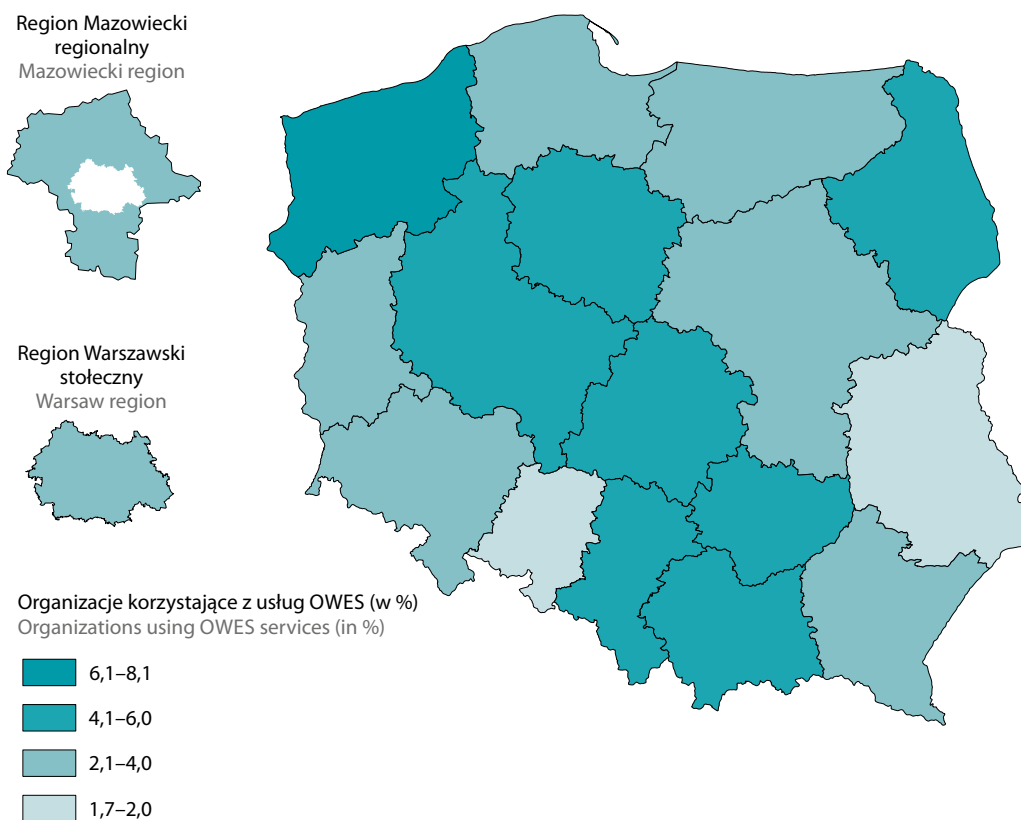 Region Mazowiecki
regionalny
Mazowiecki region
Region Warszawski
stołeczny
Warsaw region
Organizacje korzystające z usług OWES (w %)
Organizations using OWES services (in %)
6,1–8,1
4,1–6,0
2,1–4,0
1,7–2,0